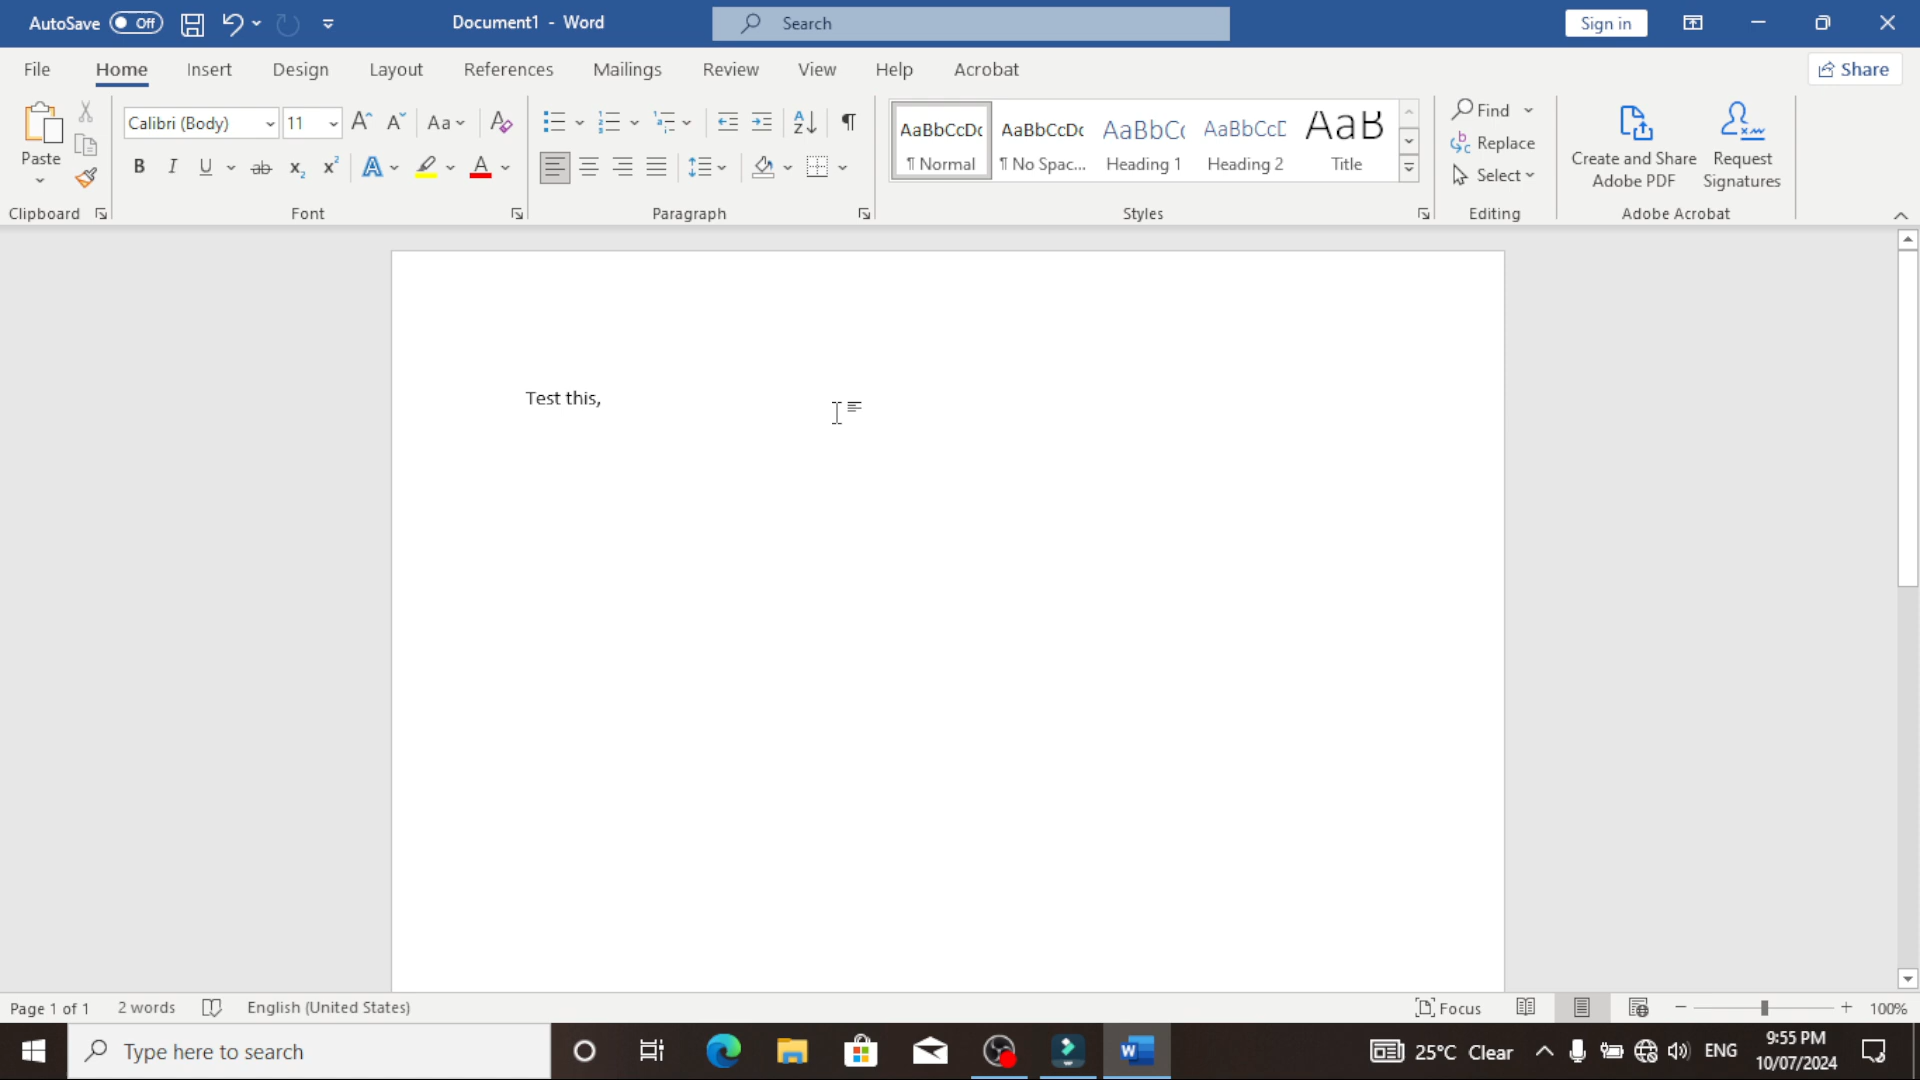 AutoSave Off Document1 - Word Search Sign in
File Home Insert Design Layout References Mailings Review View Help Acrobat Share
Paste
Calibri (Body) 11 Aa
AaBbCcDc AaBbCcDc AaBbC AaBbCcD AaB
¶ Normal ¶ No Spac... Heading 1 Heading 2 Title
Find
Replace
Select
Create and Share
Adobe PDF
Request
Signatures
Clipboard Font Paragraph Styles Editing Adobe Acrobat
Test this,
Page 1 of 1 2 words English (United States) Focus 100%
Type here to search 25°C Clear ENG 9:55 PM
10/07/2024